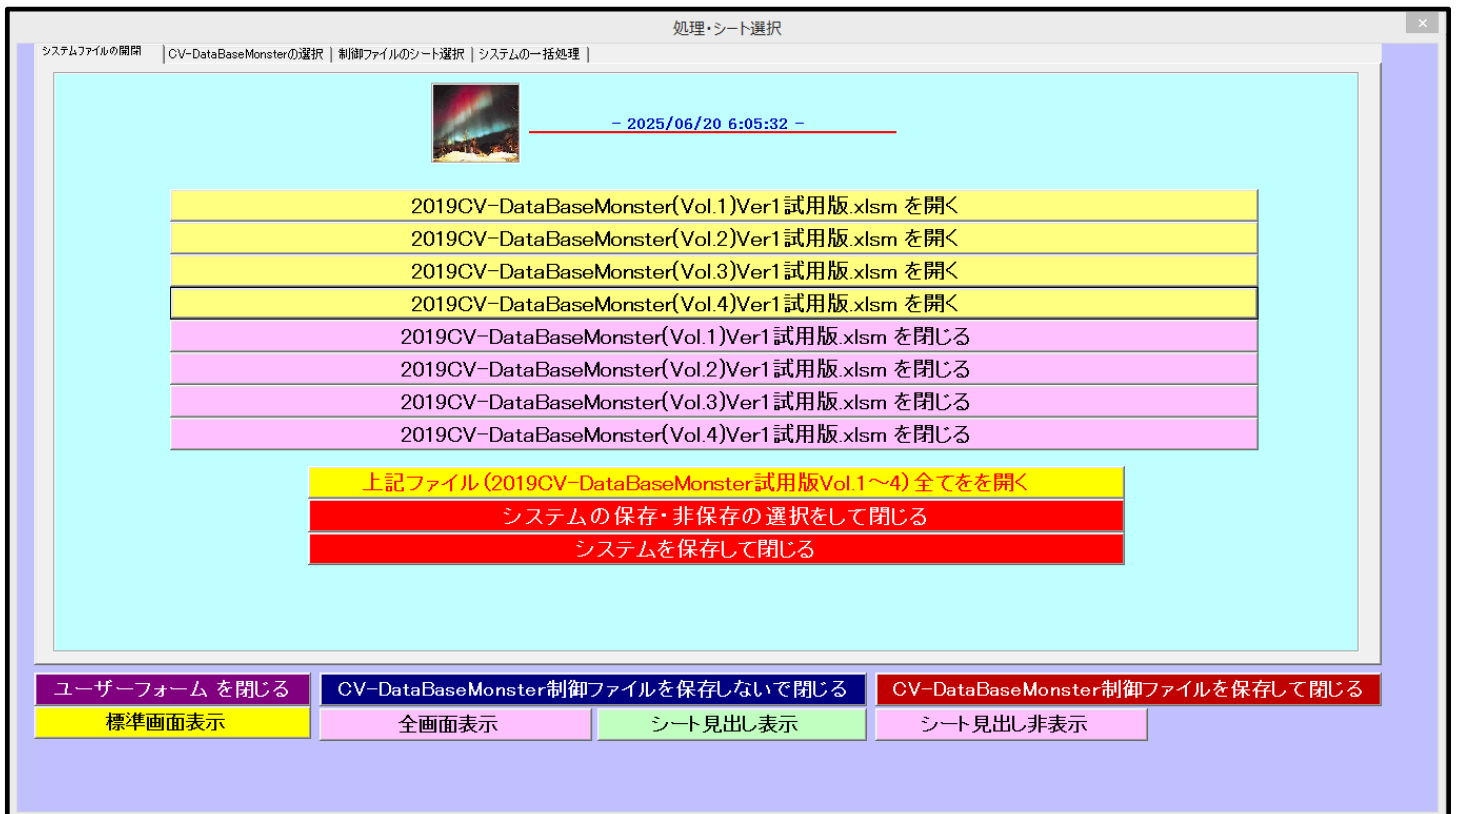 処理・シート選択
×
システムファイルの開閉 | CV-DataBaseMonsterの選択 | 制御ファイルのシート選択 | システムの一括処理 |
- 2025/06/20 6:05:32 -
2019CV-DataBaseMonster(Vol.1)Ver1試用版.xlsm を開く
2019CV-DataBaseMonster(Vol.2)Ver1試用版.xlsm を開く
2019CV-DataBaseMonster(Vol.3)Ver1試用版.xlsm を開く
2019CV-DataBaseMonster(Vol.4)Ver1試用版.xlsm を開く
2019CV-DataBaseMonster(Vol.1)Ver1試用版.xlsm を閉じる
2019CV-DataBaseMonster(Vol.2)Ver1試用版.xlsm を閉じる
2019CV-DataBaseMonster(Vol.3)Ver1試用版.xlsm を閉じる
2019CV-DataBaseMonster(Vol.4)Ver1試用版.xlsm を閉じる
上記ファイル(2019CV-DataBaseMonster試用版Vol.1～4)全てをを開く
システムの保存・非保存の選択をして閉じる
システムを保存して閉じる
ユーザーフォーム を閉じる CV-DataBaseMonster制御ファイルを保存しないで閉じる CV-DataBaseMonster制御ファイルを保存して閉じる
標準画面表示 全画面表示 シート見出し表示 シート見出し非表示